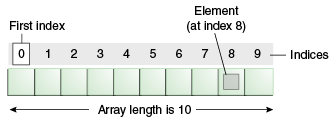 Element
(at index 8)
First index
0 1 2 3 4 5 6 7 8 9
Indices
Array length is 10